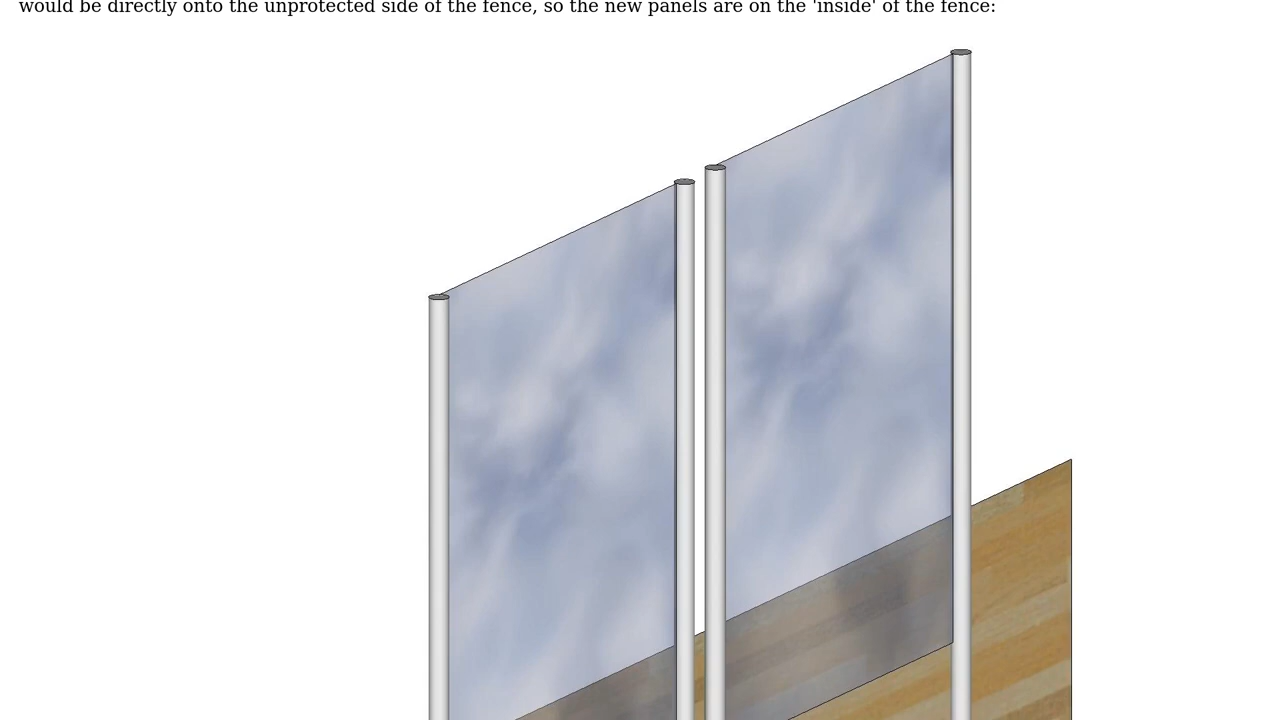 would be directly onto the unprotected side of the fence, so the new panels are on the 'inside' of the fence: